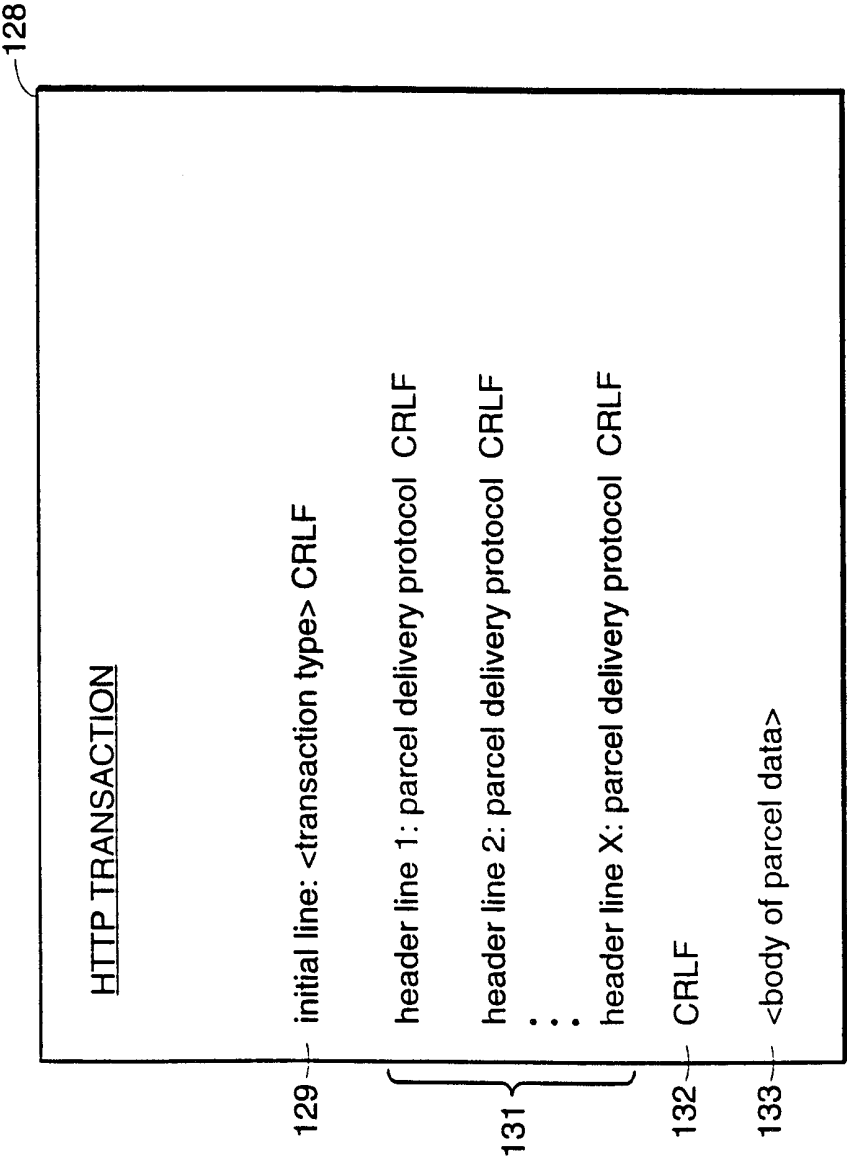 128
HTTP TRANSACTION
129 initial line: <transaction type> CRLF
header line 1: parcel delivery protocol CRLF
131 header line 2: parcel delivery protocol CRLF
⋮
header line X: parcel delivery protocol CRLF
132 CRLF
133 <body of parcel data>